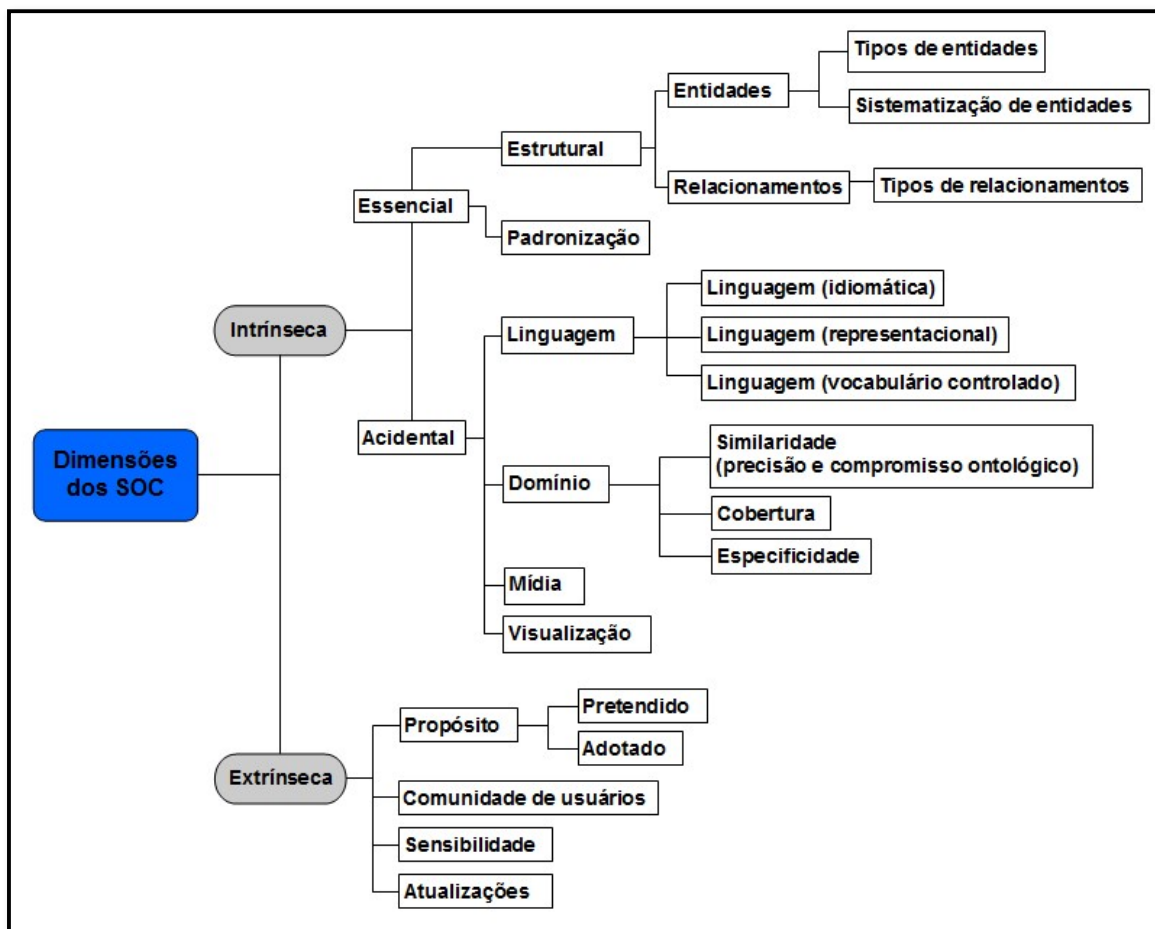 Dimensões
dos SOC
Intrínseca
Essencial
Estrutural
Entidades
Tipos de entidades
Sistematização de entidades
Relacionamentos
Tipos de relacionamentos
Padronização
Acidental
Linguagem
Linguagem (idiomática)
Linguagem (representacional)
Linguagem (vocabulário controlado)
Domínio
Similaridade
(precisão e compromisso ontológico)
Cobertura
Especificidade
Mídia
Visualização
Extrínseca
Propósito
Pretendido
Adotado
Comunidade de usuários
Sensibilidade
Atualizações